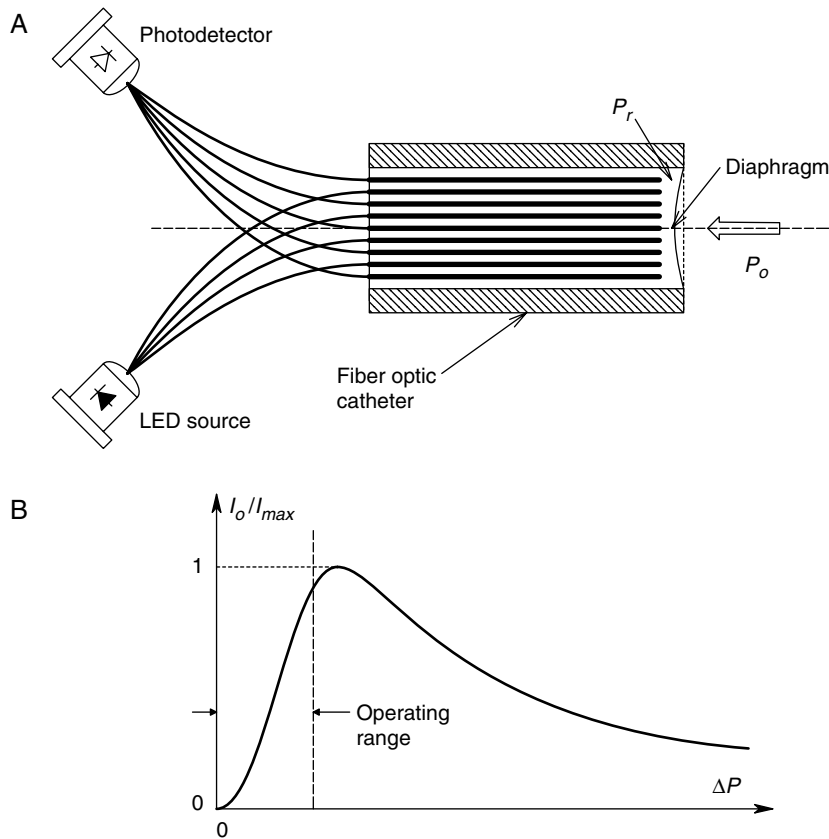 A
Photodetector
P_r
Diaphragm
P_o
Fiber optic
catheter
LED source
B
I_o/I_max
1
Operating
range
ΔP
0
0